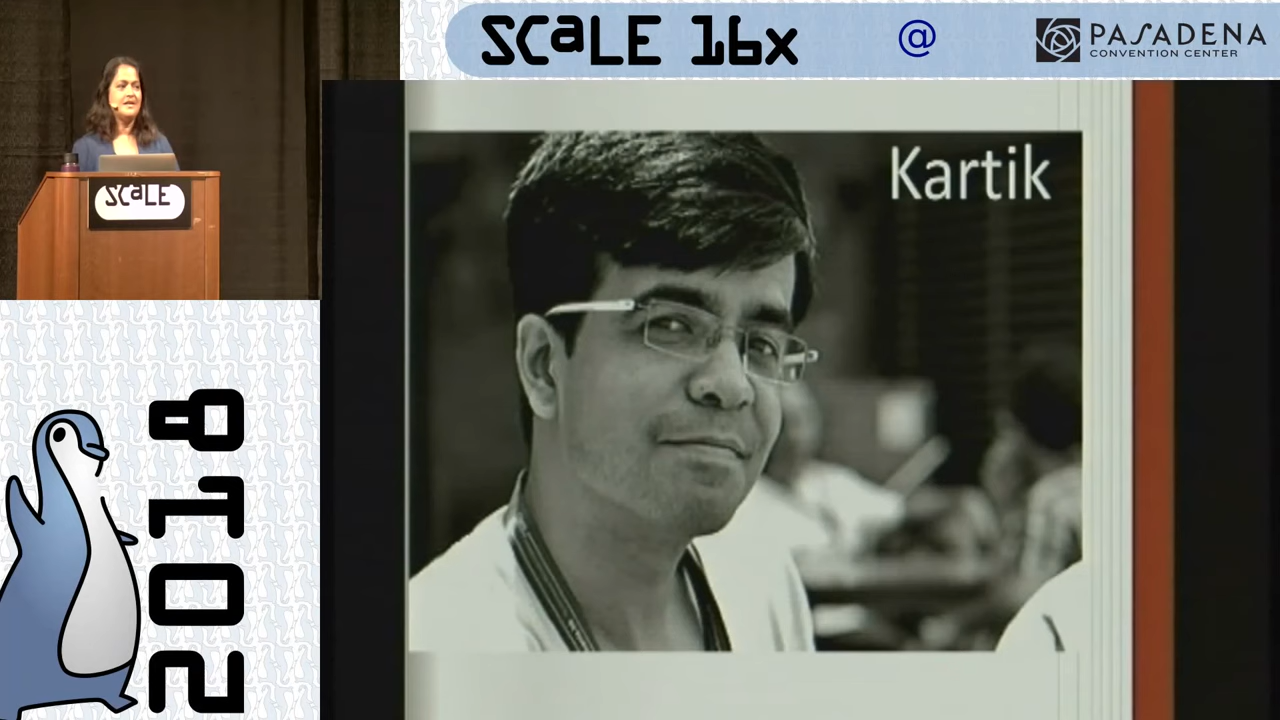 SCaLE 16x
@
PASADENA
CONVENTION CENTER
SCaLE
Kartik
2018